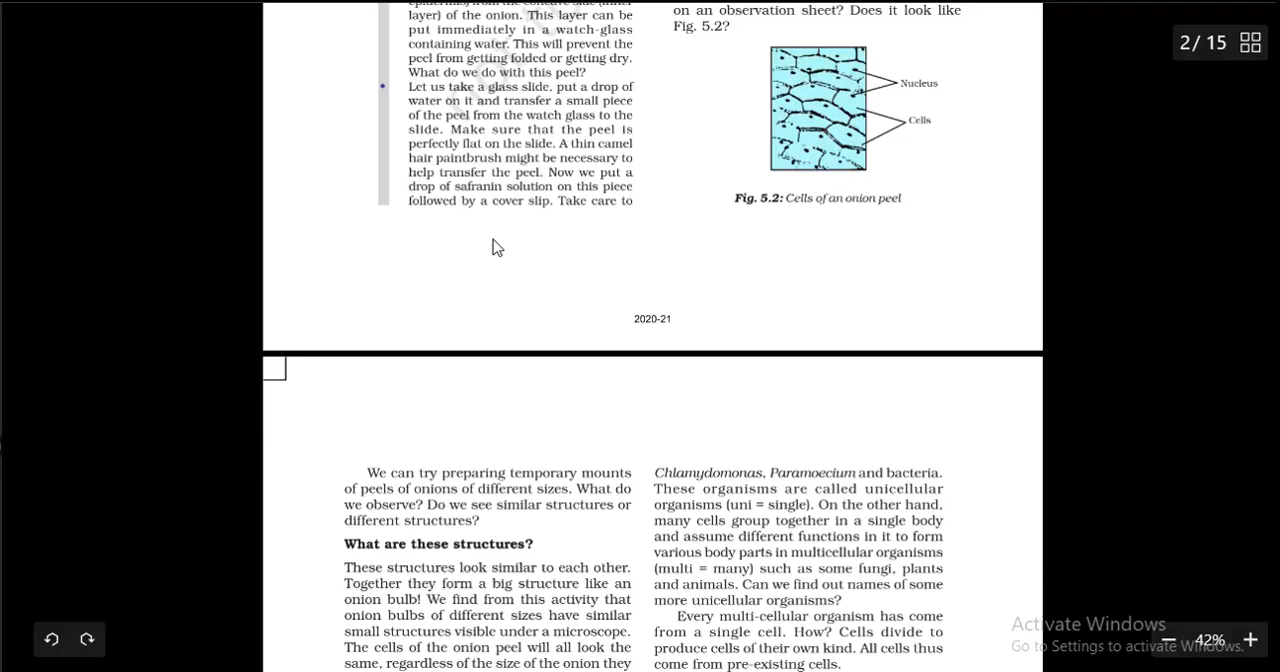 epidermis) from the concave side (inner
layer) of the onion. This layer can be
put immediately in a watch-glass
containing water. This will prevent the
peel from getting folded or getting dry.
What do we do with this peel?
• Let us take a glass slide, put a drop of
water on it and transfer a small piece
of the peel from the watch glass to the
slide. Make sure that the peel is
perfectly flat on the slide. A thin camel
hair paintbrush might be necessary to
help transfer the peel. Now we put a
drop of safranin solution on this piece
followed by a cover slip. Take care to
on an observation sheet? Does it look like
Fig. 5.2?
Nucleus
Cells
Fig. 5.2: Cells of an onion peel
2020-21
2/15
We can try preparing temporary mounts
of peels of onions of different sizes. What do
we observe? Do we see similar structures or
different structures?
What are these structures?
These structures look similar to each other.
Together they form a big structure like an
onion bulb! We find from this activity that
onion bulbs of different sizes have similar
small structures visible under a microscope.
The cells of the onion peel will all look the
same, regardless of the size of the onion they
Chlamydomonas, Paramoecium and bacteria.
These organisms are called unicellular
organisms (uni = single). On the other hand,
many cells group together in a single body
and assume different functions in it to form
various body parts in multicellular organisms
(multi = many) such as some fungi, plants
and animals. Can we find out names of some
more unicellular organisms?
Every multi-cellular organism has come
from a single cell. How? Cells divide to
produce cells of their own kind. All cells thus
come from pre-existing cells.
Activate Windows
Go to Settings to activate Windows.
42%